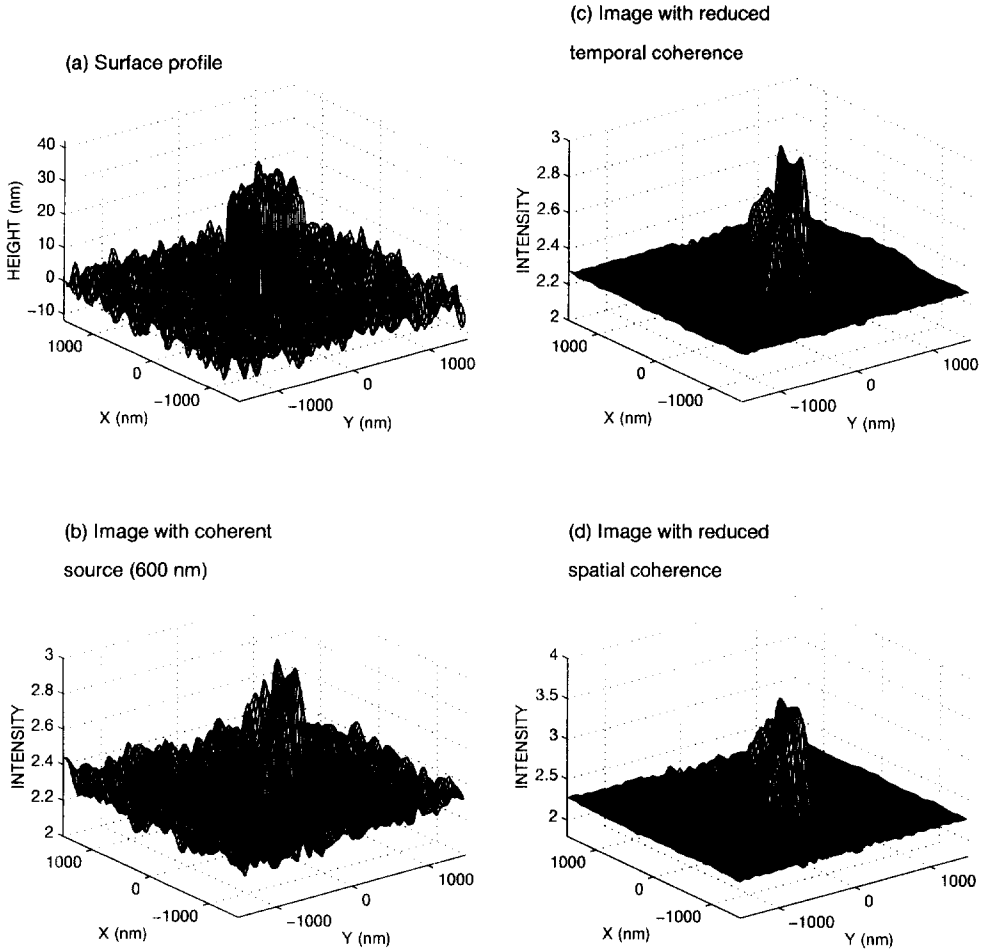 (a) Surface profile
40
30
20
10
0
−10
HEIGHT (nm)
1000
0
−1000
X (nm)
−1000
0
1000
Y (nm)
(b) Image with coherent
source (600 nm)
3
2.8
2.6
2.4
2.2
2
INTENSITY
1000
0
−1000
X (nm)
−1000
0
1000
Y (nm)
(c) Image with reduced
temporal coherence
3
2.8
2.6
2.4
2.2
2
INTENSITY
1000
0
−1000
X (nm)
−1000
0
1000
Y (nm)
(d) Image with reduced
spatial coherence
4
3.5
3
2.5
2
INTENSITY
1000
0
−1000
X (nm)
−1000
0
1000
Y (nm)